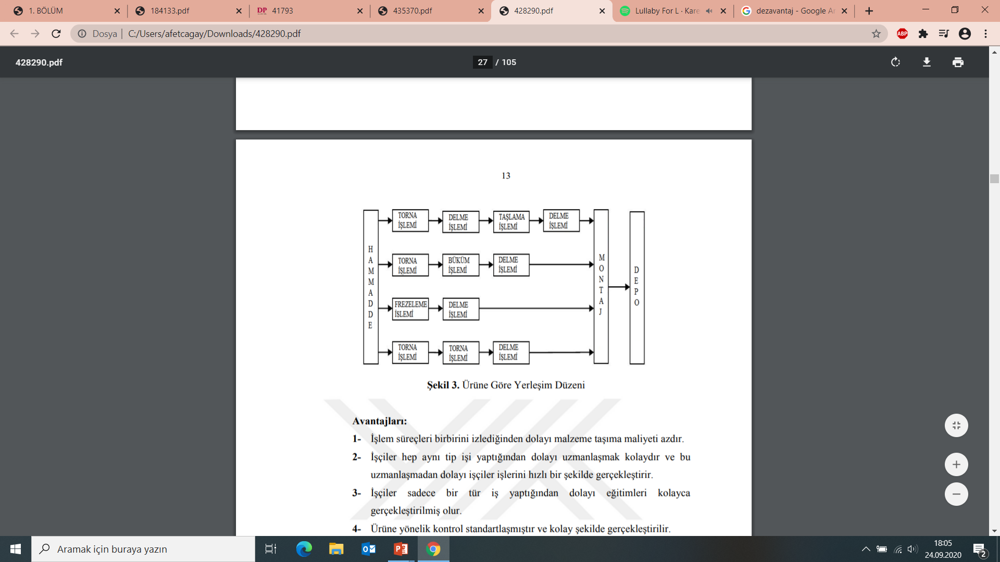 1. BÖLÜM
184133.pdf
DP 41793
435370.pdf
428290.pdf
Lullaby For L · Kare
dezavantaj - Google Ar
Dosya | C:/Users/afetcagay/Downloads/428290.pdf
ABP
428290.pdf
27 / 105
13
HAMMADDE
TORNA İŞLEMİ
DELME İŞLEMİ
TAŞLAMA İŞLEMİ
DELME İŞLEMİ
TORNA İŞLEMİ
BÜKÜM İŞLEMİ
DELME İŞLEMİ
FREZELEME İŞLEMİ
DELME İŞLEMİ
TORNA İŞLEMİ
TORNA İŞLEMİ
DELME İŞLEMİ
MONTAJ
DEPO
Şekil 3. Ürüne Göre Yerleşim Düzeni
Avantajları:
1- İşlem süreçleri birbirini izlediğinden dolayı malzeme taşıma maliyeti azdır.
2- İşçiler hep aynı tip işi yaptığından dolayı uzmanlaşmak kolaydır ve bu
uzmanlaşmadan dolayı işçiler işlerini hızlı bir şekilde gerçekleştirir.
3- İşçiler sadece bir tür iş yaptığından dolayı eğitimleri kolayca
gerçekleştirilmiş olur.
4- Ürüne yönelik kontrol standartlaşmıştır ve kolay şekilde gerçekleştirilir.
Aramak için buraya yazın
18:05
24.09.2020
2